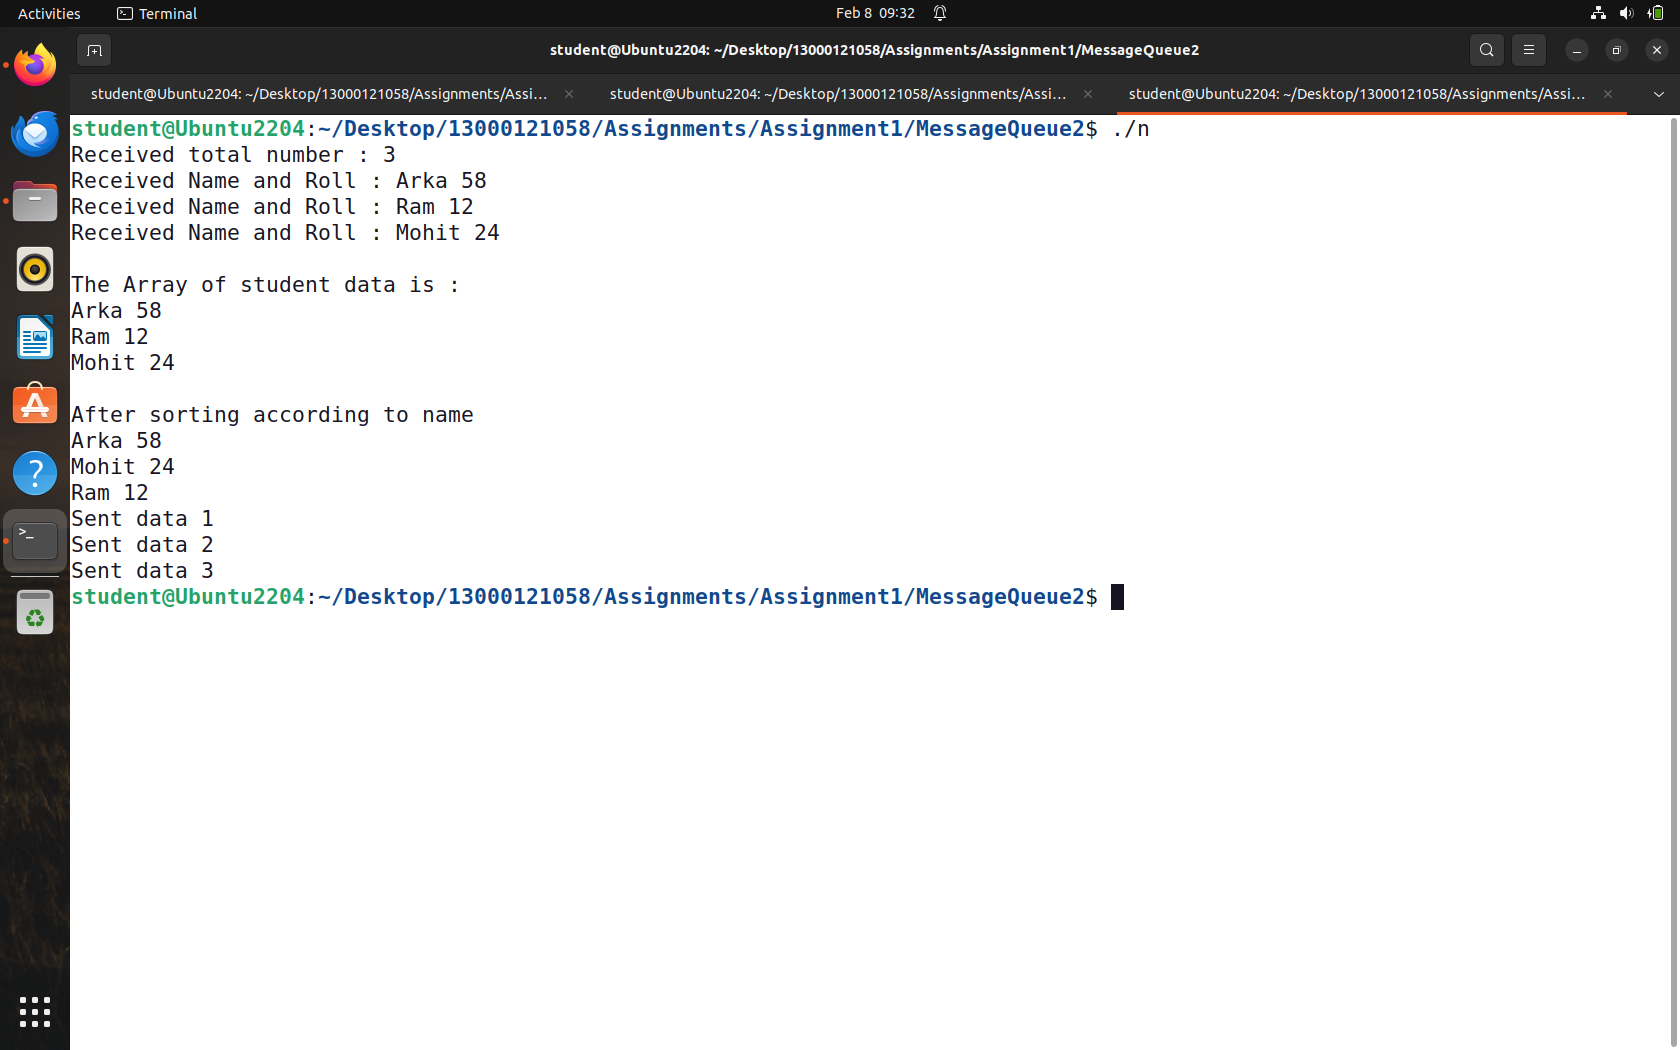 Activities Terminal Feb 8 09:32
student@Ubuntu2204: ~/Desktop/13000121058/Assignments/Assignment1/MessageQueue2
student@Ubuntu2204: ~/Desktop/13000121058/Assignments/Assi... student@Ubuntu2204: ~/Desktop/13000121058/Assignments/Assi... student@Ubuntu2204: ~/Desktop/13000121058/Assignments/Assi...
student@Ubuntu2204:~/Desktop/13000121058/Assignments/Assignment1/MessageQueue2$ ./n
Received total number : 3
Received Name and Roll : Arka 58
Received Name and Roll : Ram 12
Received Name and Roll : Mohit 24
The Array of student data is :
Arka 58
Ram 12
Mohit 24
After sorting according to name
Arka 58
Mohit 24
Ram 12
Sent data 1
Sent data 2
Sent data 3
student@Ubuntu2204:~/Desktop/13000121058/Assignments/Assignment1/MessageQueue2$